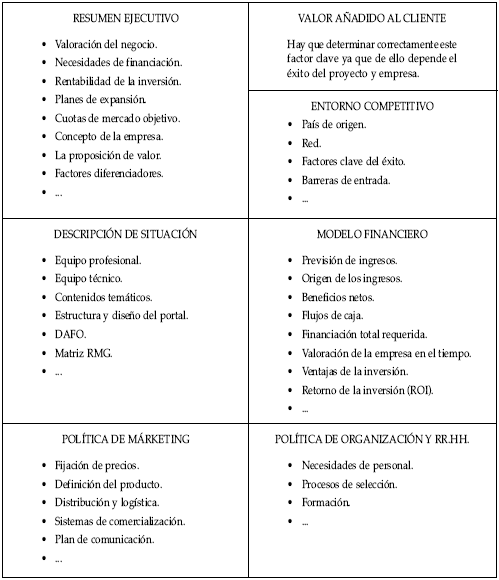 RESUMEN EJECUTIVO
• Valoración del negocio.
• Necesidades de financiación.
• Rentabilidad de la inversión.
• Planes de expansión.
• Cuotas de mercado objetivo.
• Concepto de la empresa.
• La proposición de valor.
• Factores diferenciadores.
• ...
VALOR AÑADIDO AL CLIENTE
Hay que determinar correctamente este
factor clave ya que de ello depende el
éxito del proyecto y empresa.
ENTORNO COMPETITIVO
• País de origen.
• Red.
• Factores clave del éxito.
• Barreras de entrada.
• ...
DESCRIPCIÓN DE SITUACIÓN
• Equipo profesional.
• Equipo técnico.
• Contenidos temáticos.
• Estructura y diseño del portal.
• DAFO.
• Matriz RMG.
• ...
MODELO FINANCIERO
• Previsión de ingresos.
• Origen de los ingresos.
• Beneficios netos.
• Flujos de caja.
• Financiación total requerida.
• Valoración de la empresa en el tiempo.
• Ventajas de la inversión.
• Retorno de la inversión (ROI).
• ...
POLÍTICA DE MÁRKETING
• Fijación de precios.
• Definición del producto.
• Distribución y logística.
• Sistemas de comercialización.
• Plan de comunicación.
• ...
POLÍTICA DE ORGANIZACIÓN Y RR.HH.
• Necesidades de personal.
• Procesos de selección.
• Formación.
• ...